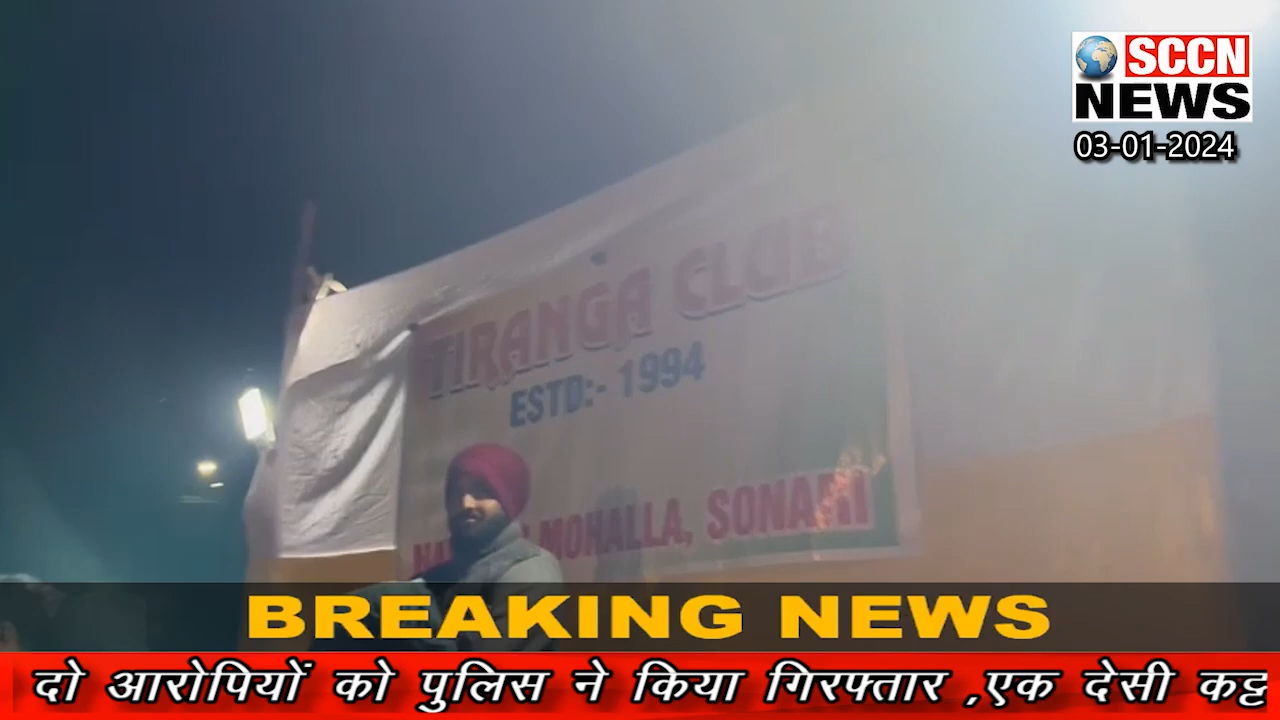 SCCN
NEWS
03-01-2024
TIRANGA CLUB
ESTD:- 1994
MOHALLA, SONARI
BREAKING NEWS
दो आरोपियों को पुलिस ने किया गिरफ्तार ,एक देसी कट्ट